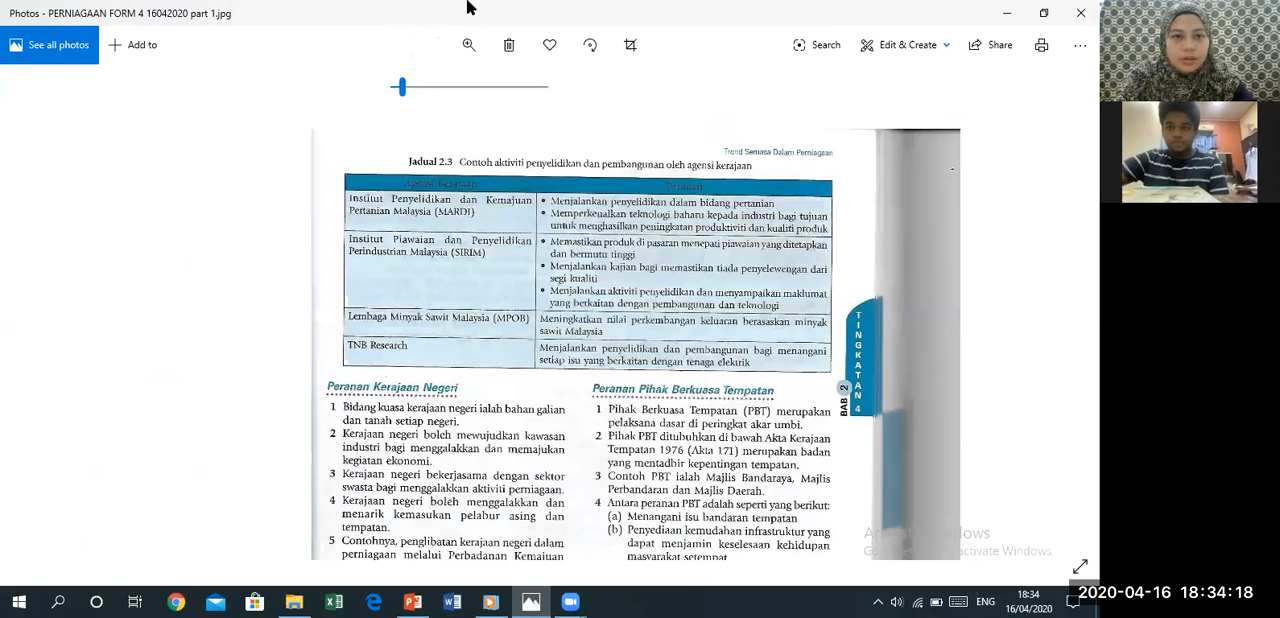 Photos - PERNIAGAAN FORM 4 16042020 part 1.jpg
See all photos
Add to
Search
Edit & Create
Share
Trend Semasa Dalam Perniagaan
Jadual 2.3 Contoh aktiviti penyelidikan dan pembangunan oleh agensi kerajaan
Agensi Kerajaan
Peranan
Institut Penyelidikan dan Kemajuan
Pertanian Malaysia (MARDI)
• Menjalankan penyelidikan dalam bidang pertanian
• Memperkenalkan teknologi baharu kepada industri bagi tujuan
untuk menghasilkan peningkatan produktiviti dan kualiti produk
Institut Piawaian dan Penyelidikan
Perindustrian Malaysia (SIRIM)
• Memastikan produk di pasaran menepati piawaian yang ditetapkan
dan bermutu tinggi
• Menjalankan kajian bagi memastikan tiada penyelewengan dari
segi kualiti
• Menjalankan aktiviti penyelidikan dan menyampaikan maklumat
yang berkaitan dengan pembangunan dan teknologi
Lembaga Minyak Sawit Malaysia (MPOB)
Meningkatkan nilai perkembangan keluaran berasaskan minyak
sawit Malaysia
TNB Research
Menjalankan penyelidikan dan pembangunan bagi menangani
setiap isu yang berkaitan dengan tenaga elektrik
Peranan Kerajaan Negeri
1 Bidang kuasa kerajaan negeri ialah bahan galian
dan tanah setiap negeri.
2 Kerajaan negeri boleh mewujudkan kawasan
industri bagi menggalakkan dan memajukan
kegiatan ekonomi.
3 Kerajaan negeri bekerjasama dengan sektor
swasta bagi menggalakkan aktiviti perniagaan.
4 Kerajaan negeri boleh menggalakkan dan
menarik kemasukan pelabur asing dan
tempatan.
5 Contohnya, penglibatan kerajaan negeri dalam
perniagaan melalui Perbadanan Kemajuan
Peranan Pihak Berkuasa Tempatan
1 Pihak Berkuasa Tempatan (PBT) merupakan
pelaksana dasar di peringkat akar umbi.
2 Pihak PBT ditubuhkan di bawah Akta Kerajaan
Tempatan 1976 (Akta 171) merupakan badan
yang mentadbir kepentingan tempatan.
3 Contoh PBT ialah Majlis Bandaraya, Majlis
Perbandaran dan Majlis Daerah.
4 Antara peranan PBT adalah seperti yang berikut:
(a) Menangani isu bandaran tempatan
(b) Penyediaan kemudahan infrastruktur yang
dapat menjamin keselesaan kehidupan
masyarakat setempat
TINGKATAN 4
BAB 2
ENG
18:34
16/04/2020
2020-04-16 18:34:18